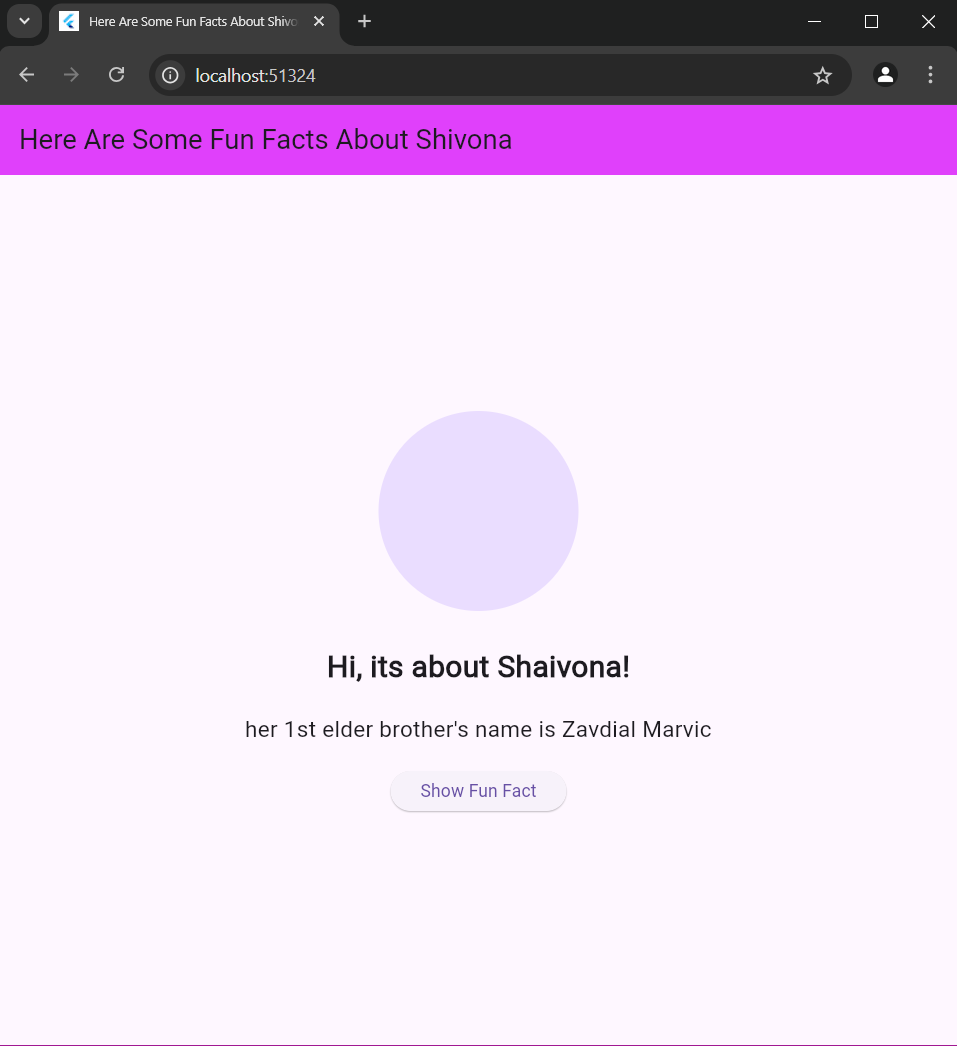 Here Are Some Fun Facts About Shivo
localhost:51324
Here Are Some Fun Facts About Shivona
Hi, its about Shaivona!
her 1st elder brother's name is Zavdial Marvic
Show Fun Fact